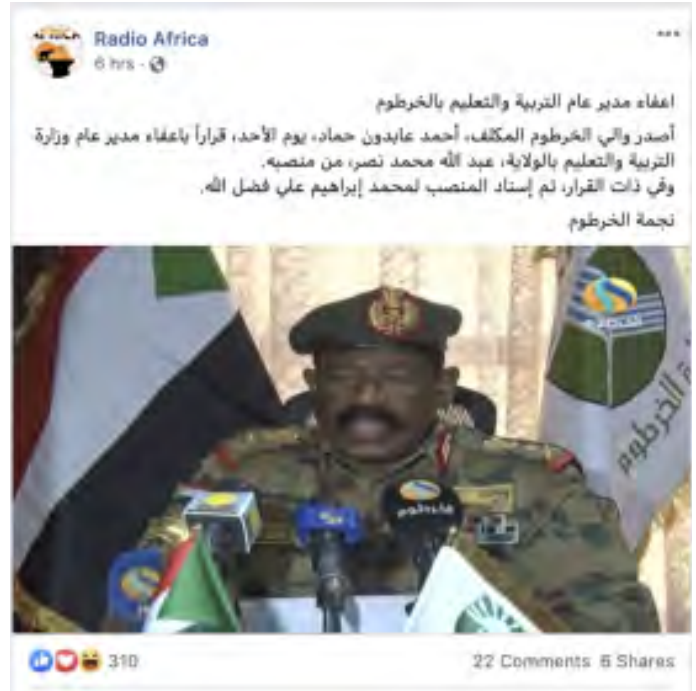 Radio Africa
6 hrs
اعفاء مدير عام التربية والتعليم بالخرطوم
أصدر والي الخرطوم المكلف، أحمد عابدون حماد، يوم الأحد، قراراً باعفاء مدير عام وزارة
التربية والتعليم بالولاية، عبد الله محمد نصر، من منصبه.
وفي ذات القرار، تم إسناد المنصب لمحمد إبراهيم علي فضل الله.
نجمة الخرطوم
الخرطوم
310
22 Comments 6 Shares